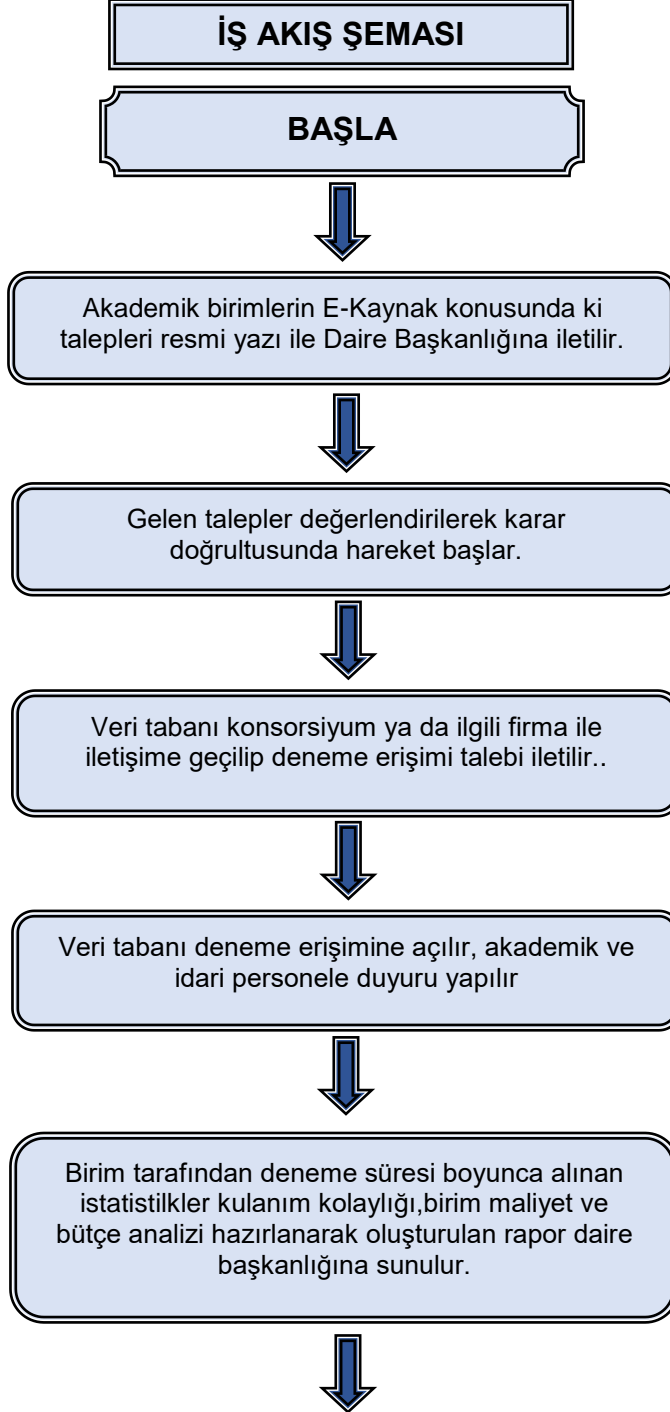 İŞ AKIŞ ŞEMASI
BAŞLA
Akademik birimlerin E-Kaynak konusunda ki
talepleri resmi yazı ile Daire Başkanlığına iletilir.
Gelen talepler değerlendirilerek karar
doğrultusunda hareket başlar.
Veri tabanı konsorsiyum ya da ilgili firma ile
iletişime geçilip deneme erişimi talebi iletilir..
Veri tabanı deneme erişimine açılır, akademik ve
idari personele duyuru yapılır
Birim tarafından deneme süresi boyunca alınan
istatistilkler kulanım kolaylığı,birim maliyet ve
bütçe analizi hazırlanarak oluşturulan rapor daire
başkanlığına sunulur.